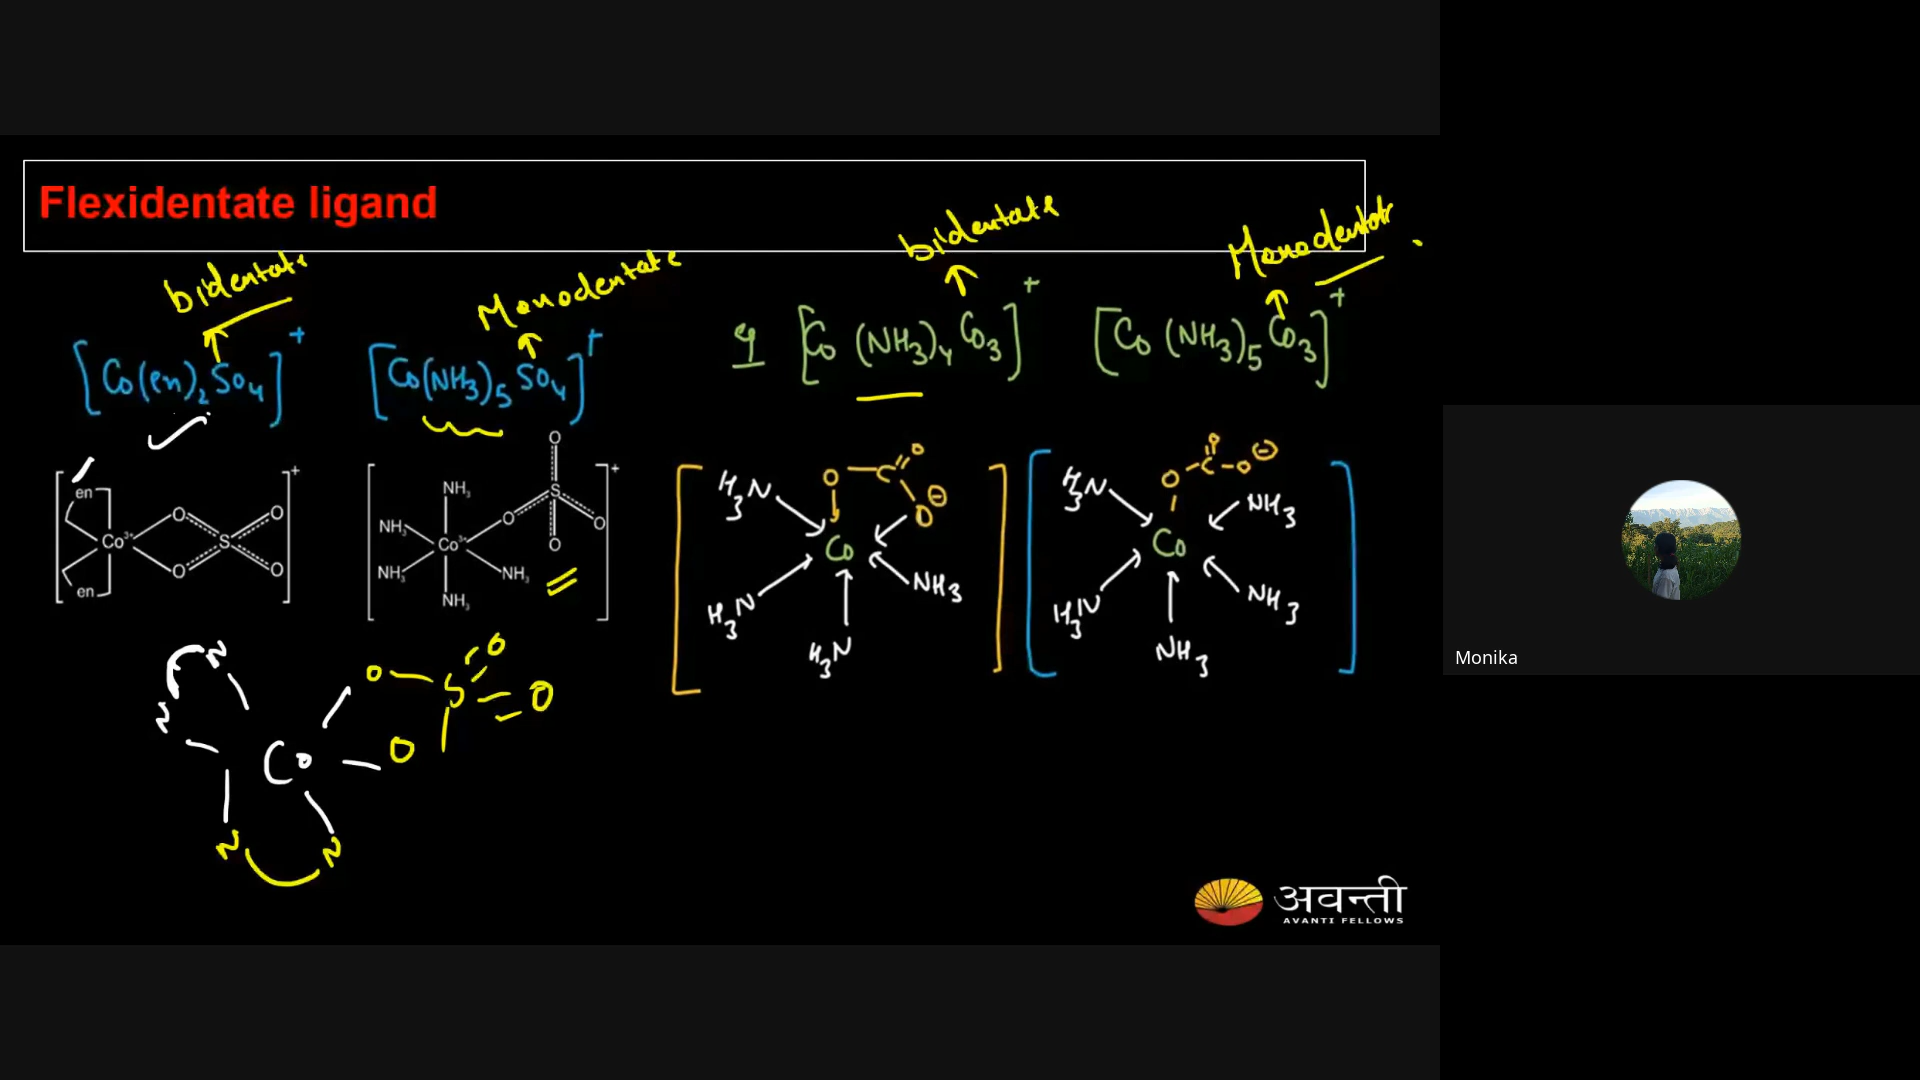 Flexidentate ligand
bidentate
Monodentate
bidentate
Monodentate
[Co(en)₂SO₄]⁺
[Co(NH₃)₅SO₄]⁺
[Co(NH₃)₄CO₃]⁺
[Co(NH₃)₅CO₃]⁺
en Co³⁺ O O S O O en +
NH₃ NH₃ NH₃ Co³⁺ NH₃ NH₃ O S O O O +
H₃N O C O O ⊖ Co H₃N H₃N NH₃
H₃N O C O O ⊖ Co NH₃ H₃N NH₃ NH₃
N N Co O S O O O N N
Monika
अवन्ती
AVANTI FELLOWS